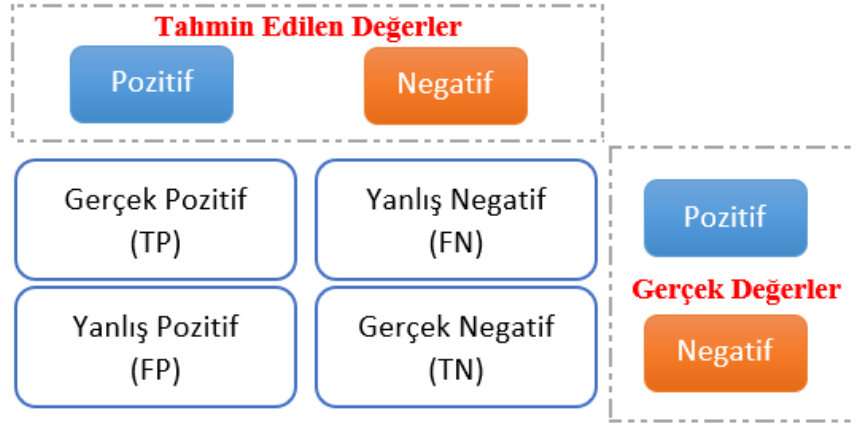 Tahmin Edilen Değerler
Pozitif
Negatif
Gerçek Pozitif
(TP)
Yanlış Negatif
(FN)
Pozitif
Gerçek Değerler
Yanlış Pozitif
(FP)
Gerçek Negatif
(TN)
Negatif